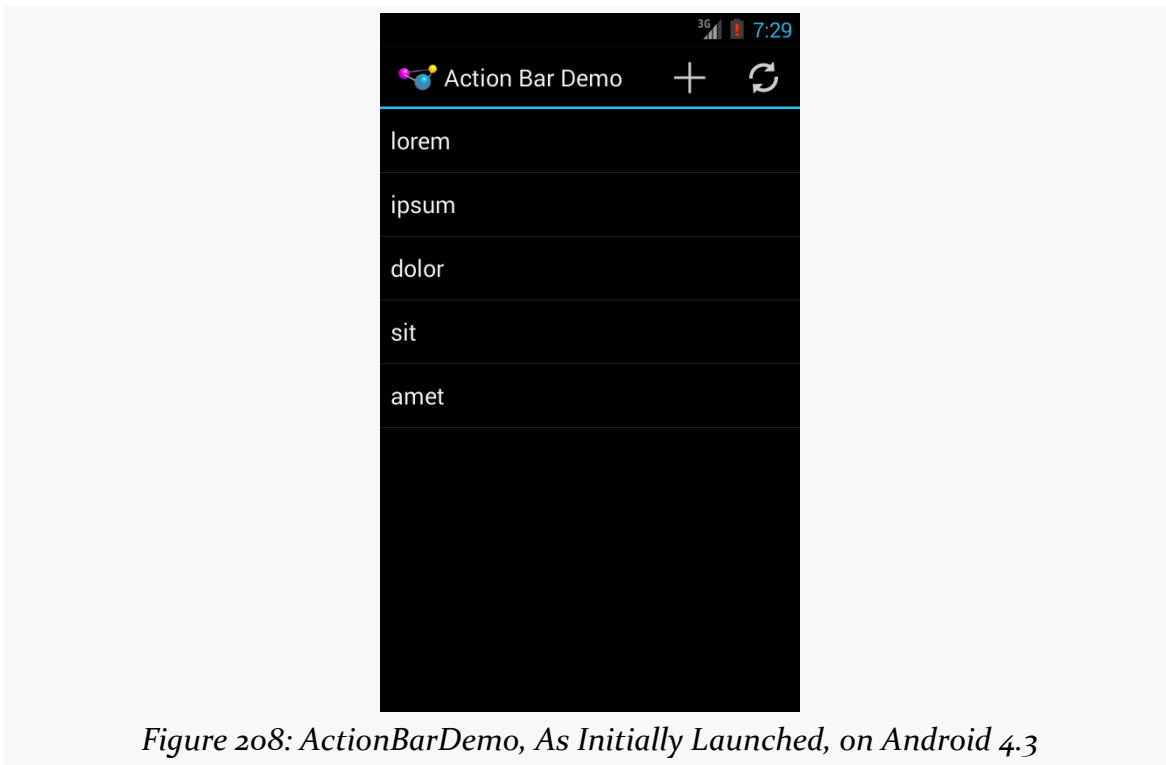 3G 7:29
Action Bar Demo
lorem
ipsum
dolor
sit
amet
Figure 208: ActionBarDemo, As Initially Launched, on Android 4.3